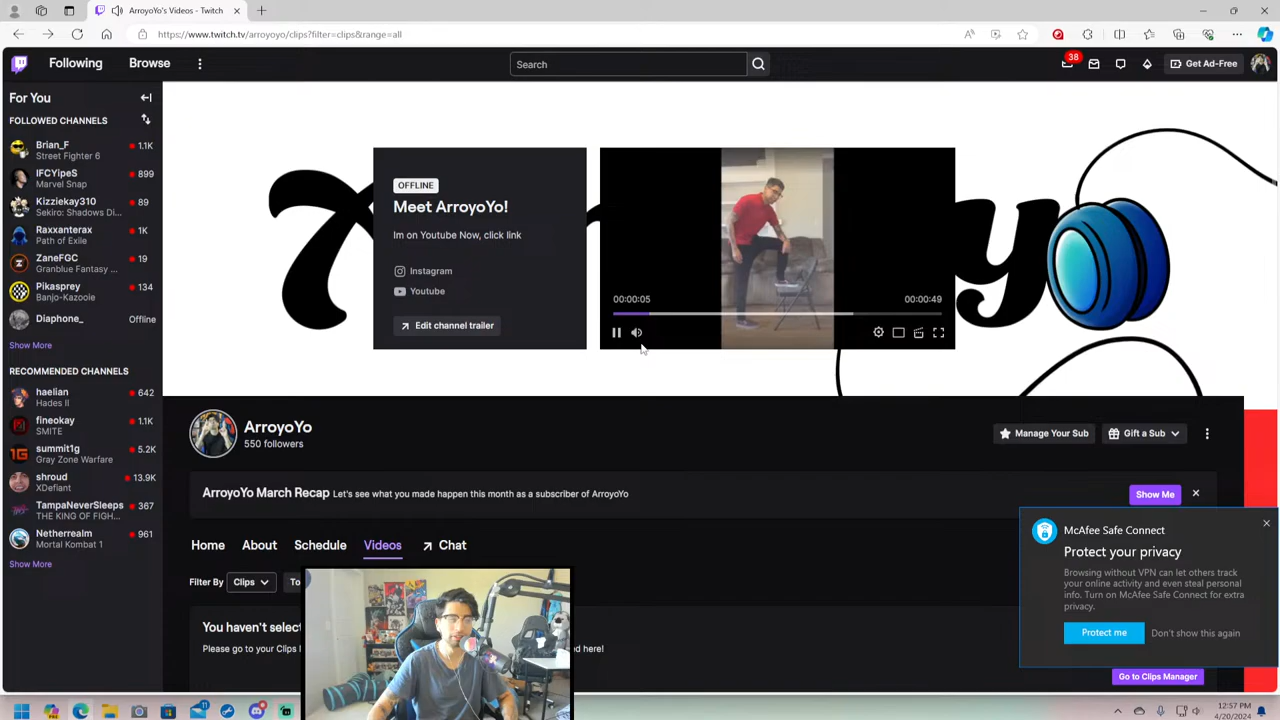 ArroyoYo's Videos - Twitch
https://www.twitch.tv/arroyoyo/clips?filter=clips&range=all
Following
Browse
Search
38
Get Ad-Free
For You
FOLLOWED CHANNELS
Brian_F
1.1K
Street Fighter 6
IFCYipeS
899
Marvel Snap
Kizziekay310
89
Sekiro: Shadows Di...
Raxxanterax
1K
Path of Exile
ZaneFGC
19
Granblue Fantasy ...
Pikasprey
134
Banjo-Kazooie
Diaphone_
Offline
Show More
RECOMMENDED CHANNELS
haelian
642
Hades II
fineokay
1.1K
SMITE
summit1g
5.2K
Gray Zone Warfare
shroud
13.9K
XDefiant
TampaNeverSleeps
367
THE KING OF FIGH...
Netherrealm
961
Mortal Kombat 1
Show More
OFFLINE
Meet ArroyoYo!
Im on Youtube Now, click link
Instagram
Youtube
Edit channel trailer
00:00:05
00:00:49
ArroyoYo
550 followers
Manage Your Sub
Gift a Sub
ArroyoYo March Recap Let's see what you made happen this month as a subscriber of ArroyoYo
Show Me
Home
About
Schedule
Videos
Chat
Filter By
Clips
To
You haven't select
Please go to your Clips
ed here!
Go to Clips Manager
McAfee Safe Connect
Protect your privacy
Browsing without VPN can let others track
your online activity and even steal personal
info. Turn on McAfee Safe Connect for extra
privacy.
Protect me
Don't show this again
12:57 PM
4/20/2024